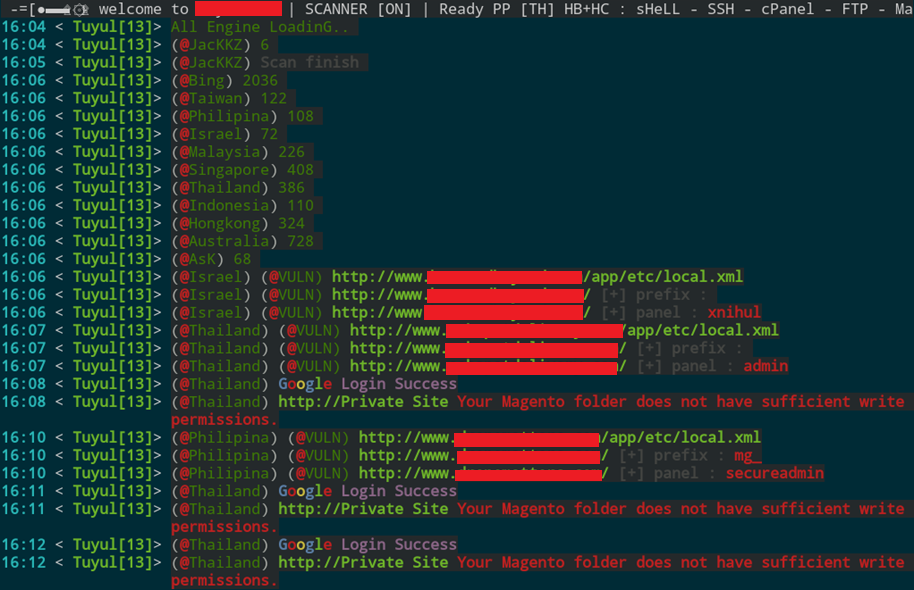 -=[ welcome to | SCANNER [ON] | Ready PP [TH] HB+HC : sHeLL - SSH - cPanel - FTP - Ma
16:04 < Tuyul[13]> All Engine LoadinG..
16:04 < Tuyul[13]> (@JacKKZ) 6
16:05 < Tuyul[13]> (@JacKKZ) Scan finish
16:06 < Tuyul[13]> (@Bing) 2036
16:06 < Tuyul[13]> (@Taiwan) 122
16:06 < Tuyul[13]> (@Philipina) 108
16:06 < Tuyul[13]> (@Israel) 72
16:06 < Tuyul[13]> (@Malaysia) 226
16:06 < Tuyul[13]> (@Singapore) 408
16:06 < Tuyul[13]> (@Thailand) 386
16:06 < Tuyul[13]> (@Indonesia) 110
16:06 < Tuyul[13]> (@Hongkong) 324
16:06 < Tuyul[13]> (@Australia) 728
16:06 < Tuyul[13]> (@AsK) 68
16:06 < Tuyul[13]> (@Israel) (@VULN) http://www. /app/etc/local.xml
16:06 < Tuyul[13]> (@Israel) (@VULN) http://www. / [+] prefix :
16:06 < Tuyul[13]> (@Israel) (@VULN) http://www. / [+] panel : xnihul
16:07 < Tuyul[13]> (@Thailand) (@VULN) http://www. /app/etc/local.xml
16:07 < Tuyul[13]> (@Thailand) (@VULN) http://www. / [+] prefix :
16:07 < Tuyul[13]> (@Thailand) (@VULN) http://www. / [+] panel : admin
16:08 < Tuyul[13]> (@Thailand) Google Login Success
16:08 < Tuyul[13]> (@Thailand) http://Private Site Your Magento folder does not have sufficient write
permissions.
16:10 < Tuyul[13]> (@Philipina) (@VULN) http://www. /app/etc/local.xml
16:10 < Tuyul[13]> (@Philipina) (@VULN) http://www. / [+] prefix : mg_
16:10 < Tuyul[13]> (@Philipina) (@VULN) http://www. / [+] panel : secureadmin
16:11 < Tuyul[13]> (@Thailand) Google Login Success
16:11 < Tuyul[13]> (@Thailand) http://Private Site Your Magento folder does not have sufficient write
permissions.
16:12 < Tuyul[13]> (@Thailand) Google Login Success
16:12 < Tuyul[13]> (@Thailand) http://Private Site Your Magento folder does not have sufficient write
permissions.